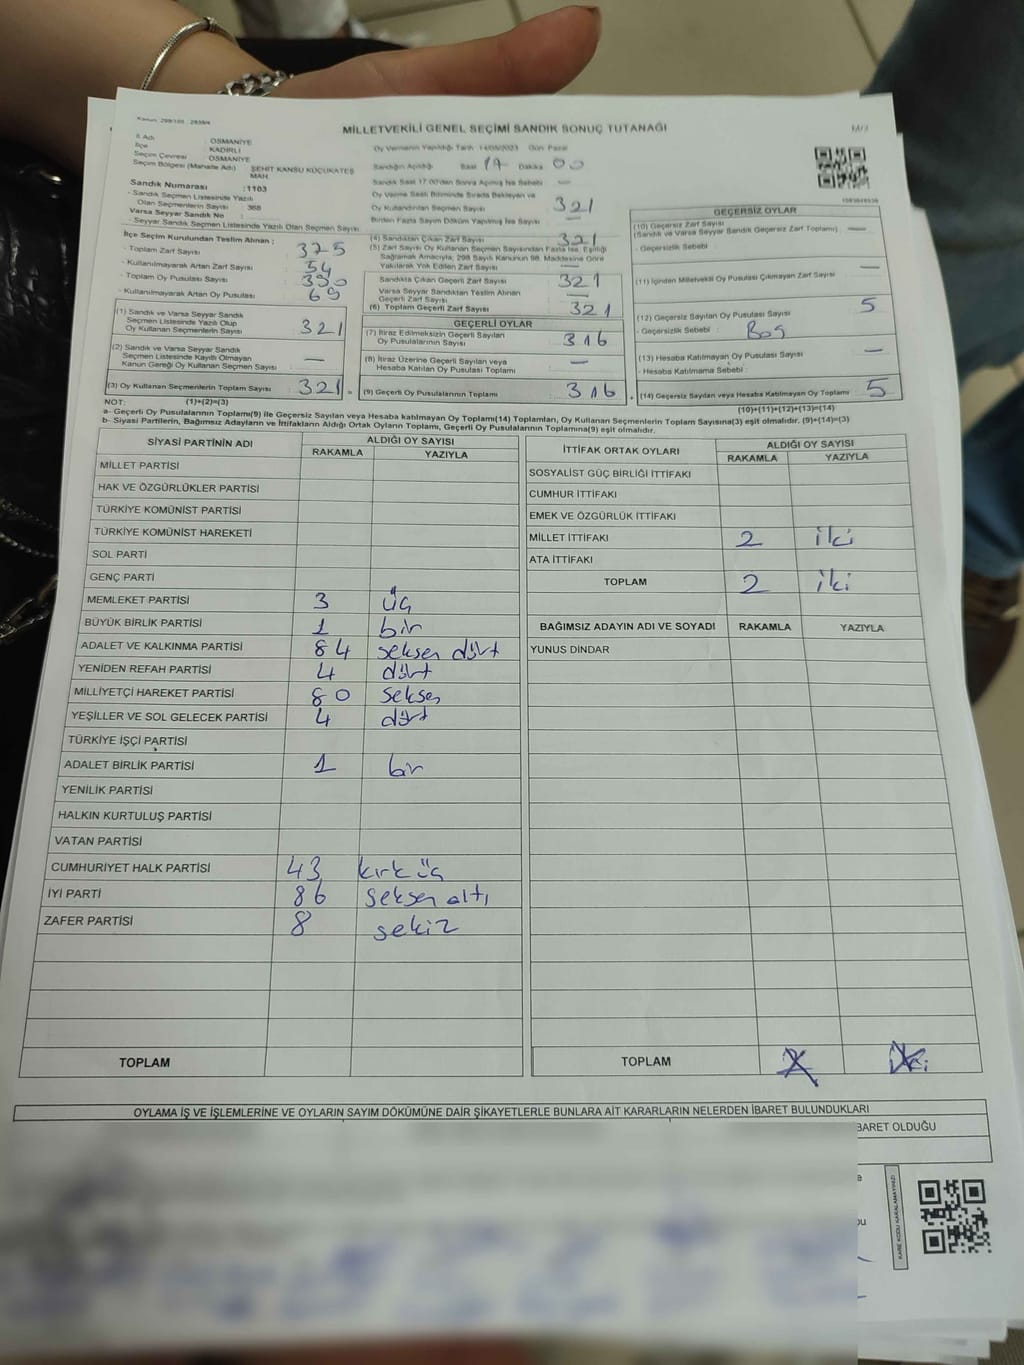 MİLLETVEKİLİ GENEL SEÇİMİ SANDIK SONUÇ TUTANAĞI
İl Adı : OSMANİYE
İlçe : KADİRLİ
Seçim Çevresi : OSMANİYE
Seçim Bölgesi (Mahalle Adı) : ŞEHİT KANSU KÜÇÜKATEŞ MAH.
Sandık Numarası : 1103
- Sandık Seçmen Listesinde Yazılı Olan Seçmenlerin Sayısı : 368
Varsa Seyyar Sandık No :
- Seyyar Sandık Seçmen Listesinde Yazılı Olan Seçmen Sayısı :
İlçe Seçim Kurulundan Teslim Alınan ;
- Toplam Zarf Sayısı : 375
- Kullanılmayarak Artan Zarf Sayısı : 54
- Toplam Oy Pusulası Sayısı : 390
- Kullanılmayarak Artan Oy Pusulası : 69
(1) Sandık ve Varsa Seyyar Sandık Seçmen Listesinde Yazılı Olup Oy Kullanan Seçmenlerin Sayısı : 321
(2) Sandık ve Varsa Seyyar Sandık Seçmen Listesinde Kayıtlı Olmayan Kanun Gereği Oy Kullanan Seçmen Sayısı : —
(3) Oy Kullanan Seçmenlerin Toplam Sayısı : 321
Oy Vermenin Yapıldığı Tarih : 14/05/2023 Gün: Pazar
Sandığın Açıldığı Saat 17 Dakika 00
Sandık Saat 17:00'den Sonra Açılmış İse Sebebi : —
Oy Verme Saati Bitiminde Sırada Bekleyen ve
Oy Kullandırılan Seçmen Sayısı : 321
Birden Fazla Sayım Döküm Yapılmış İse Sayısı : —
(4) Sandıktan Çıkan Zarf Sayısı : 321
(5) Zarf Sayısı Oy Kullanan Seçmen Sayısından Fazla İse, Eşitliği Sağlamak Amacıyla; 298 Sayılı Kanunun 98. Maddesine Göre Yakılarak Yok Edilen Zarf Sayısı : —
Sandıkta Çıkan Geçerli Zarf Sayısı : 321
Varsa Seyyar Sandıktan Teslim Alınan Geçerli Zarf Sayısı : —
(6) Toplam Geçerli Zarf Sayısı : 321
GEÇERLİ OYLAR
(7) İtiraz Edilmeksizin Geçerli Sayılan Oy Pusulalarının Sayısı : 316
(8) İtiraz Üzerine Geçerli Sayılan veya Hesaba Katılan Oy Pusulası Toplamı : —
(9) Geçerli Oy Pusulalarının Toplamı : 316
GEÇERSİZ OYLAR
(10) Geçersiz Zarf Sayısı (Sandık ve Varsa Seyyar Sandık Geçersiz Zarf Toplamı) : —
- Geçersizlik Sebebi :
(11) İçinden Milletvekili Oy Pusulası Çıkmayan Zarf Sayısı : —
(12) Geçersiz Sayılan Oy Pusulası Sayısı : 5
- Geçersizlik Sebebi : Boş
(13) Hesaba Katılmayan Oy Pusulası Sayısı : —
- Hesaba Katılmama Sebebi :
(14) Geçersiz Sayılan veya Hesaba Katılmayan Oy Toplamı : 5
NOT: (1)+(2)=(3) (10)+(11)+(12)+(13)=(14)
a- Geçerli Oy Pusulalarının Toplamı(9) ile Geçersiz Sayılan veya Hesaba katılmayan Oy Toplamı(14) Toplamları, Oy Kullanan Seçmenlerin Toplam Sayısına(3) eşit olmalıdır. (9)+(14)=(3)
b- Siyasi Partilerin, Bağımsız Adayların ve İttifakların Aldığı Ortak Oyların Toplamı, Geçerli Oy Pusulalarının Toplamına(9) eşit olmalıdır.
SİYASİ PARTİNİN ADI ALDIĞI OY SAYISI
RAKAMLA YAZIYLA
MİLLET PARTİSİ
HAK VE ÖZGÜRLÜKLER PARTİSİ
TÜRKİYE KOMÜNİST PARTİSİ
TÜRKİYE KOMÜNİST HAREKETİ
SOL PARTİ
GENÇ PARTİ
MEMLEKET PARTİSİ 3 üç
BÜYÜK BİRLİK PARTİSİ 1 bir
ADALET VE KALKINMA PARTİSİ 84 seksen dört
YENİDEN REFAH PARTİSİ 4 dört
MİLLİYETÇİ HAREKET PARTİSİ 80 seksen
YEŞİLLER VE SOL GELECEK PARTİSİ 4 dört
TÜRKİYE İŞÇİ PARTİSİ
ADALET BİRLİK PARTİSİ 1 bir
YENİLİK PARTİSİ
HALKIN KURTULUŞ PARTİSİ
VATAN PARTİSİ
CUMHURİYET HALK PARTİSİ 43 kırk üç
İYİ PARTİ 86 seksen altı
ZAFER PARTİSİ 8 sekiz
TOPLAM
İTTİFAK ORTAK OYLARI ALDIĞI OY SAYISI
RAKAMLA YAZIYLA
SOSYALİST GÜÇ BİRLİĞİ İTTİFAKI
CUMHUR İTTİFAKI
EMEK VE ÖZGÜRLÜK İTTİFAKI
MİLLET İTTİFAKI 2 iki
ATA İTTİFAKI
TOPLAM 2 iki
BAĞIMSIZ ADAYIN ADI VE SOYADI RAKAMLA YAZIYLA
YUNUS DİNDAR
TOPLAM
OYLAMA İŞ VE İŞLEMLERİNE VE OYLARIN SAYIM DÖKÜMÜNE DAİR ŞİKAYETLERLE BUNLARA AİT KARARLARIN NELERDEN İBARET BULUNDUKLARI
BARET OLDUĞU
KARE KODU KARALAMAYINIZ!